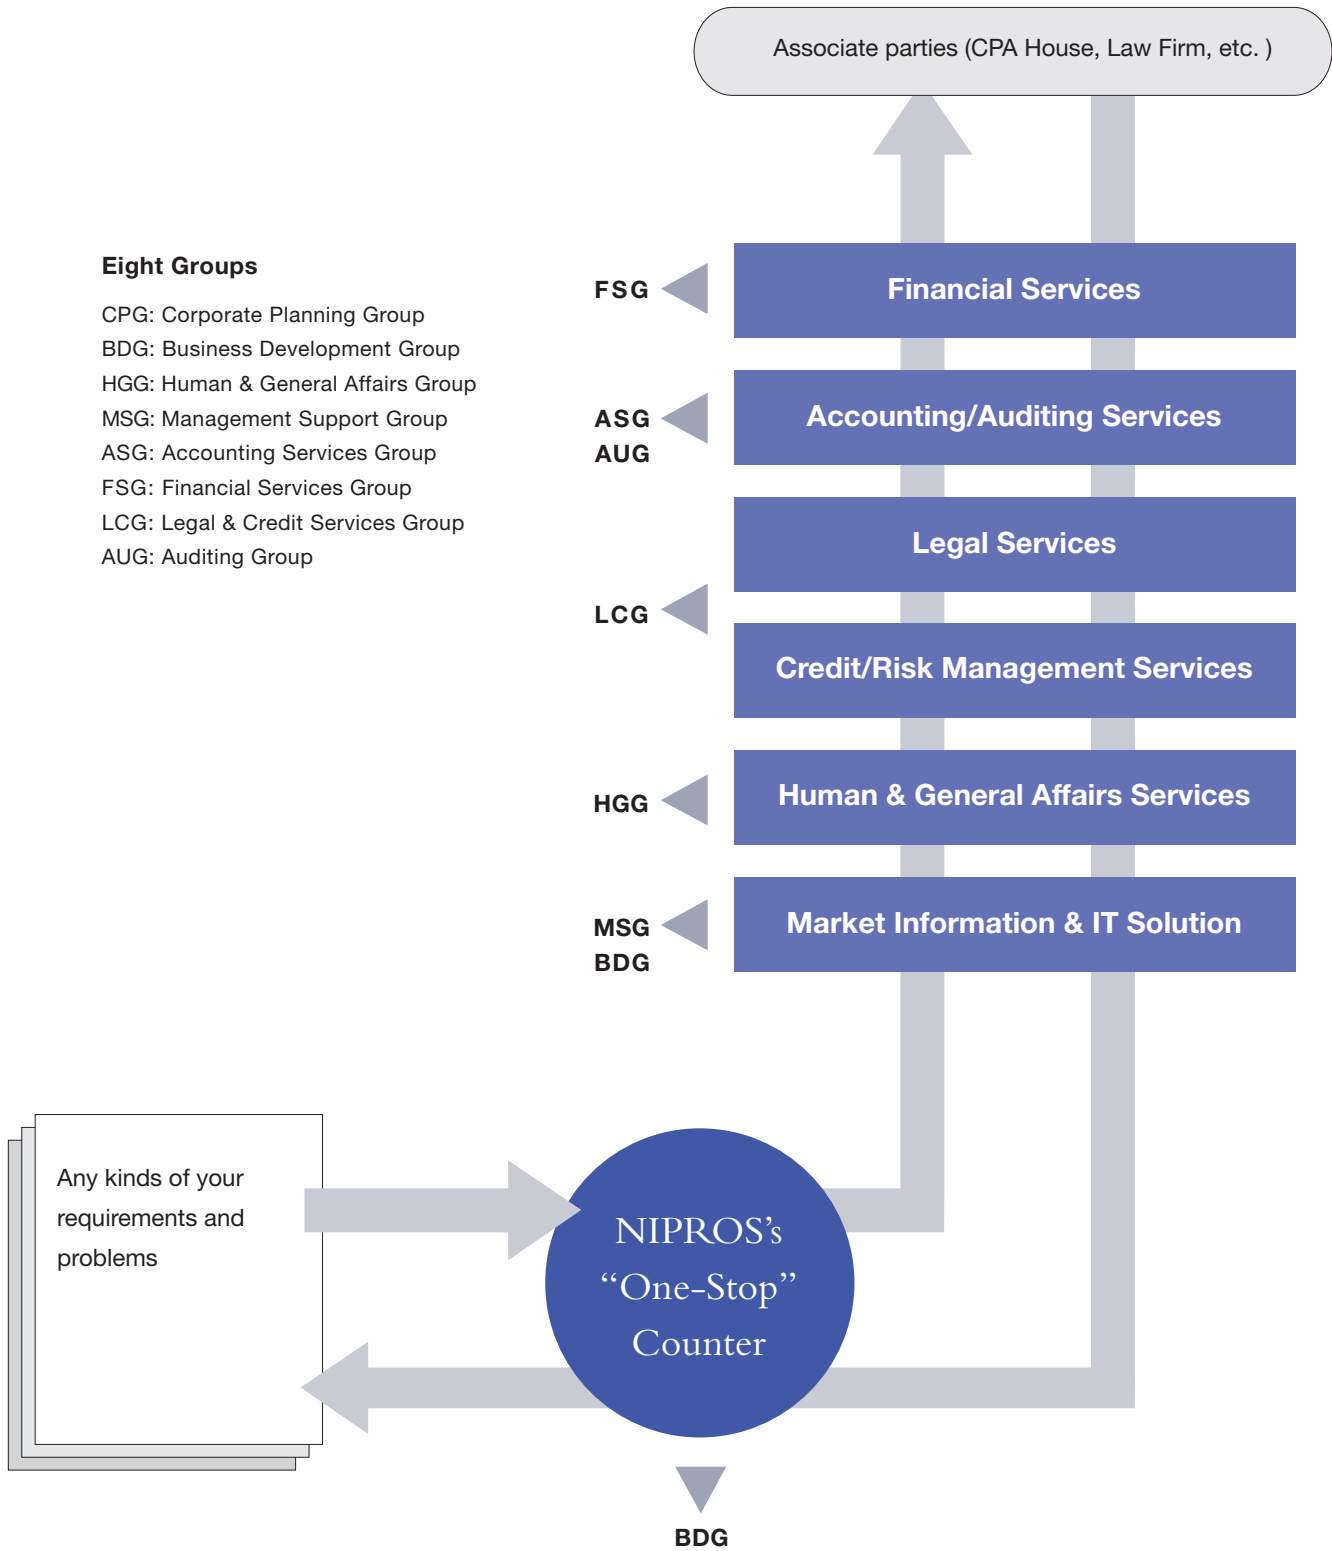 Associate parties (CPA House, Law Firm, etc. )
Eight Groups
CPG: Corporate Planning Group
BDG: Business Development Group
HGG: Human & General Affairs Group
MSG: Management Support Group
ASG: Accounting Services Group
FSG: Financial Services Group
LCG: Legal & Credit Services Group
AUG: Auditing Group
FSG
Financial Services
ASG
AUG
Accounting/Auditing Services
Legal Services
LCG
Credit/Risk Management Services
HGG
Human & General Affairs Services
MSG
BDG
Market Information & IT Solution
Any kinds of your
requirements and
problems
NIPROS’s
“One-Stop”
Counter
BDG